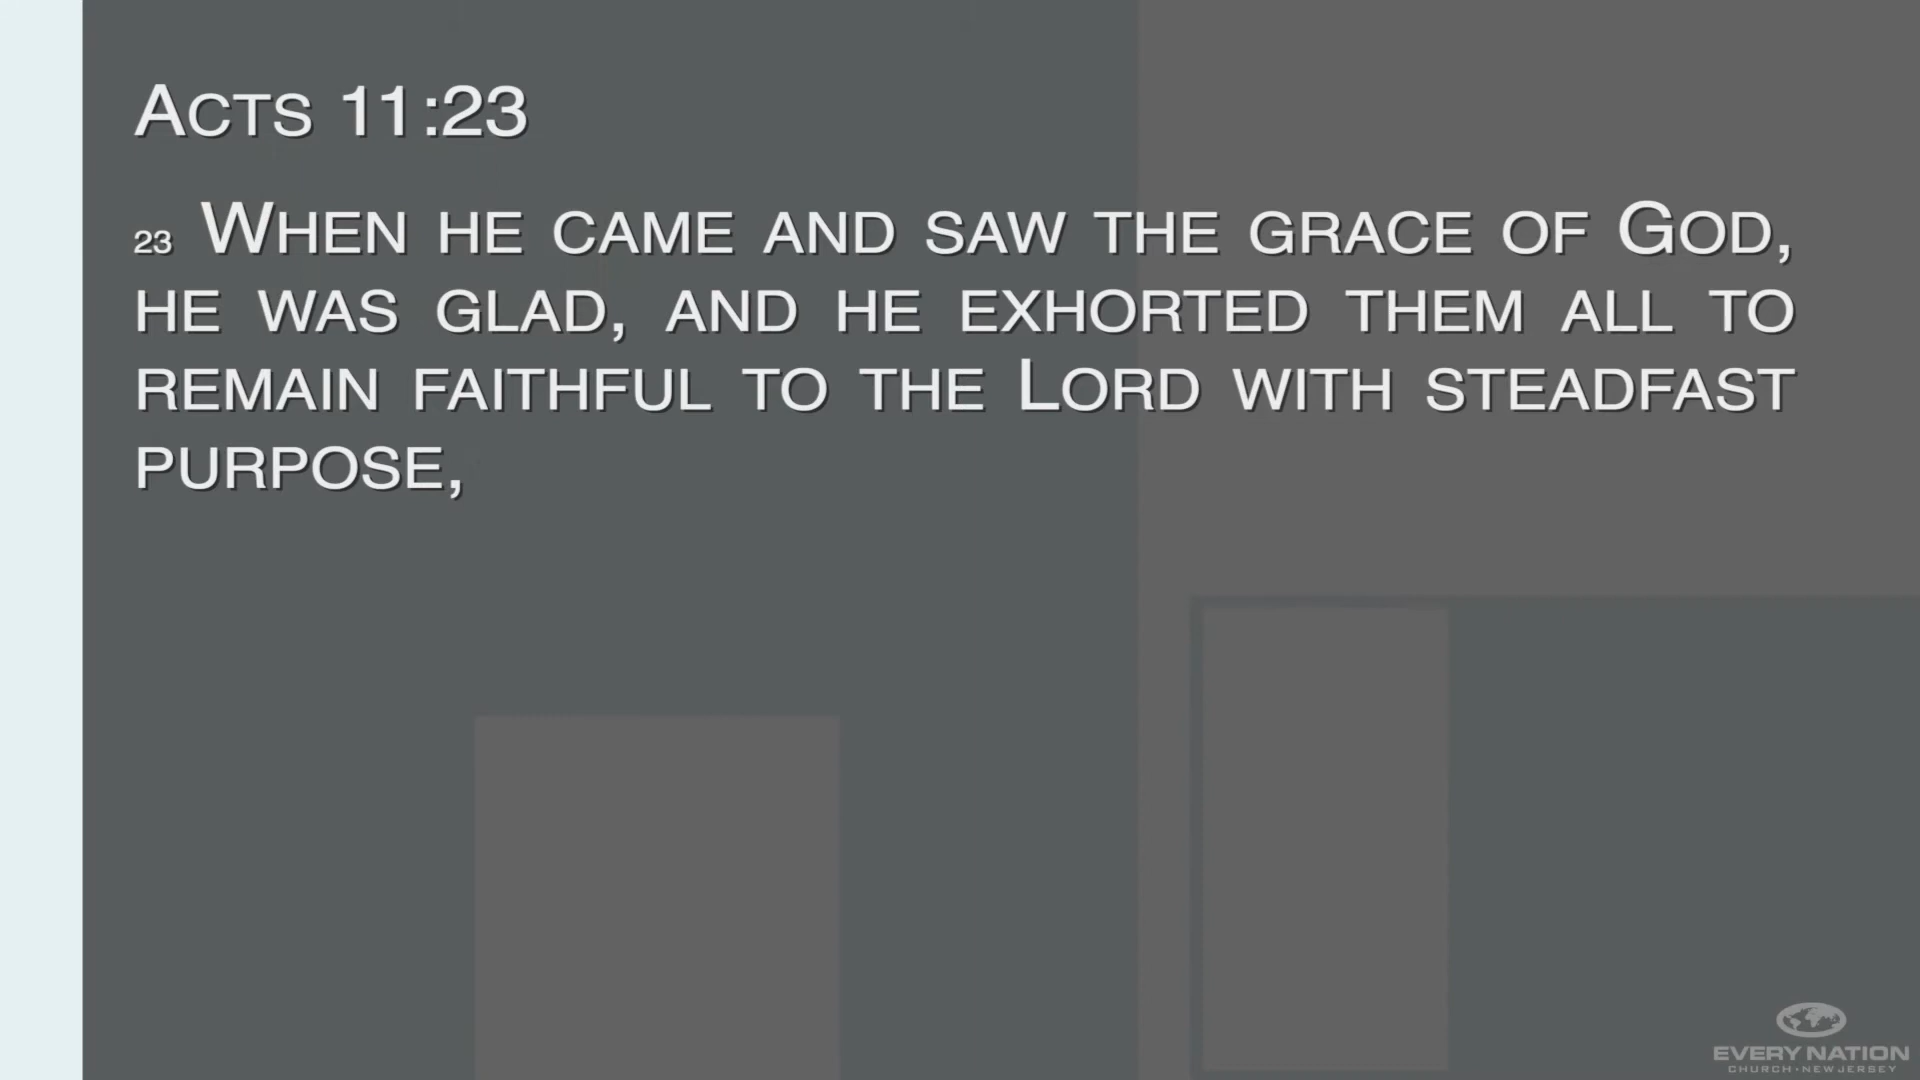 Acts 11:23
23 When he came and saw the grace of God,
he was glad, and he exhorted them all to
remain faithful to the Lord with steadfast
purpose,
EVERY NATION
CHURCH • NEW JERSEY